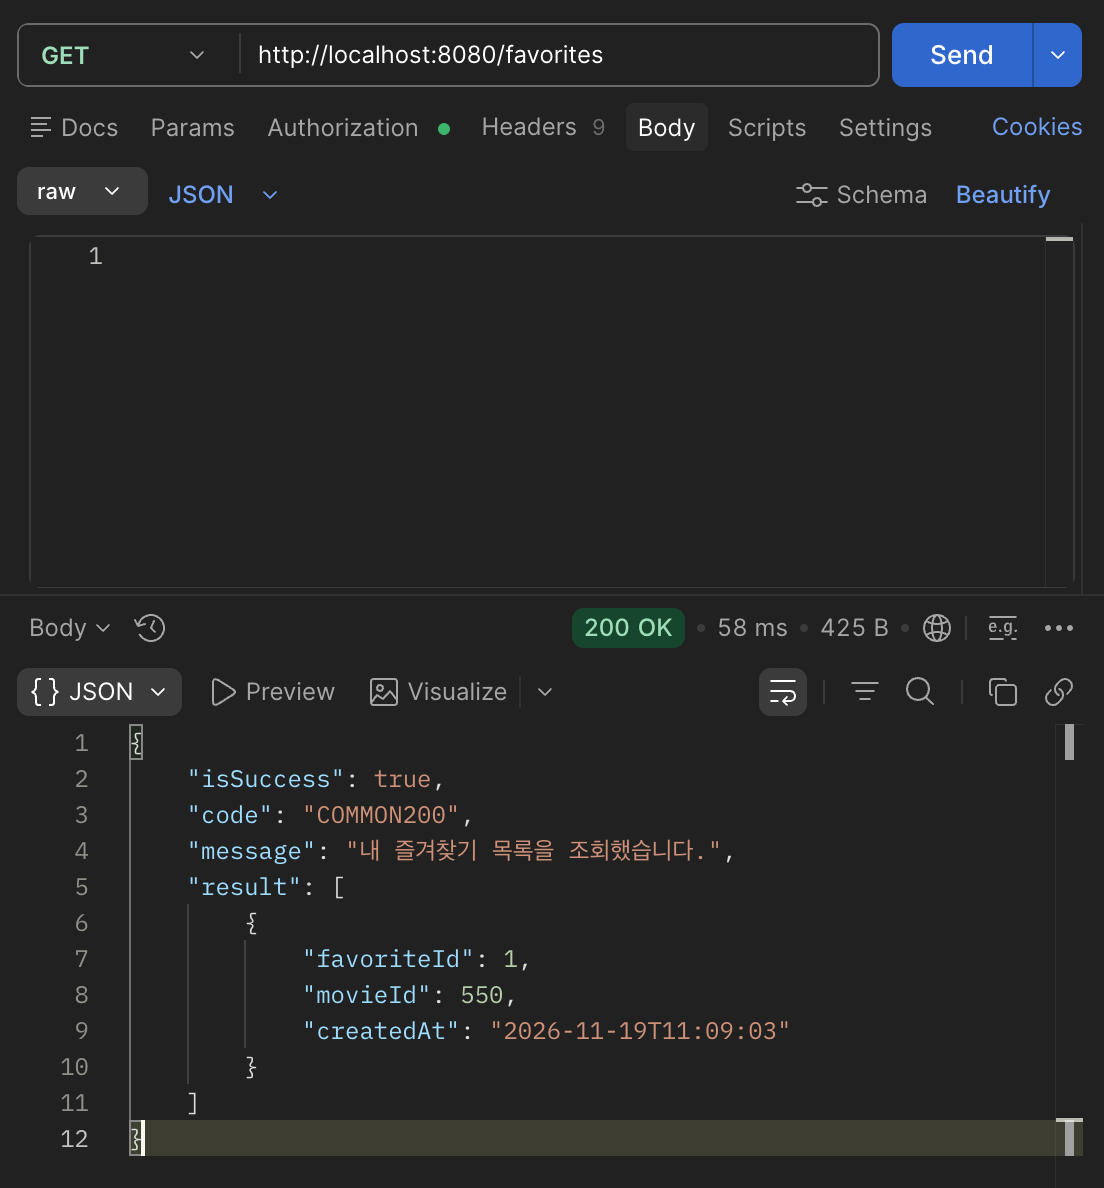 GET http://localhost:8080/favorites Send
Docs Params Authorization Headers 9 Body Scripts Settings Cookies
raw JSON Schema Beautify
1
Body 200 OK • 58 ms • 425 B • e.g.
{} JSON Preview Visualize
1 {
2 "isSuccess": true,
3 "code": "COMMON200",
4 "message": "내 즐겨찾기 목록을 조회했습니다.",
5 "result": [
6 {
7 "favoriteId": 1,
8 "movieId": 550,
9 "createdAt": "2026-11-19T11:09:03"
10 }
11 ]
12 }